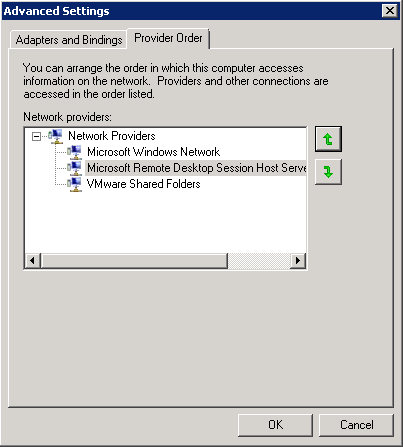 Advanced Settings
Adapters and Bindings
Provider Order
You can arrange the order in which this computer accesses
information on the network. Providers and other connections are
accessed in the order listed.
Network providers:
Network Providers
Microsoft Windows Network
Microsoft Remote Desktop Session Host Serve
VMware Shared Folders
OK
Cancel